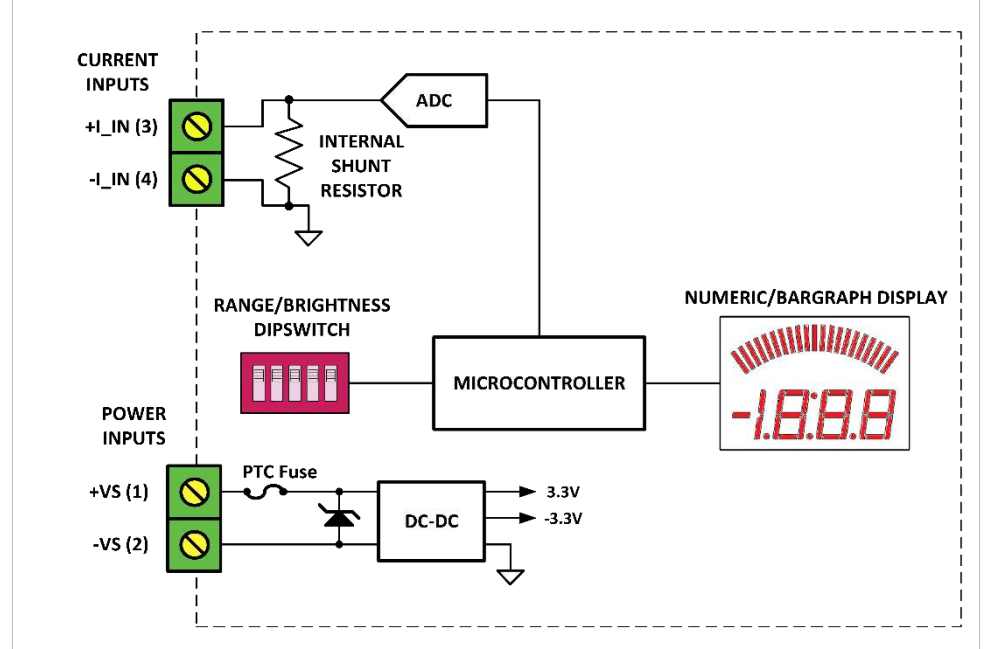 CURRENT
INPUTS
+I_IN (3)
-I_IN (4)
ADC
INTERNAL
SHUNT
RESISTOR
RANGE/BRIGHTNESS
DIPSWITCH
MICROCONTROLLER
NUMERIC/BARGRAPH DISPLAY
-1.8:8.8
POWER
INPUTS
+VS (1)
-VS (2)
PTC Fuse
DC-DC
3.3V
-3.3V